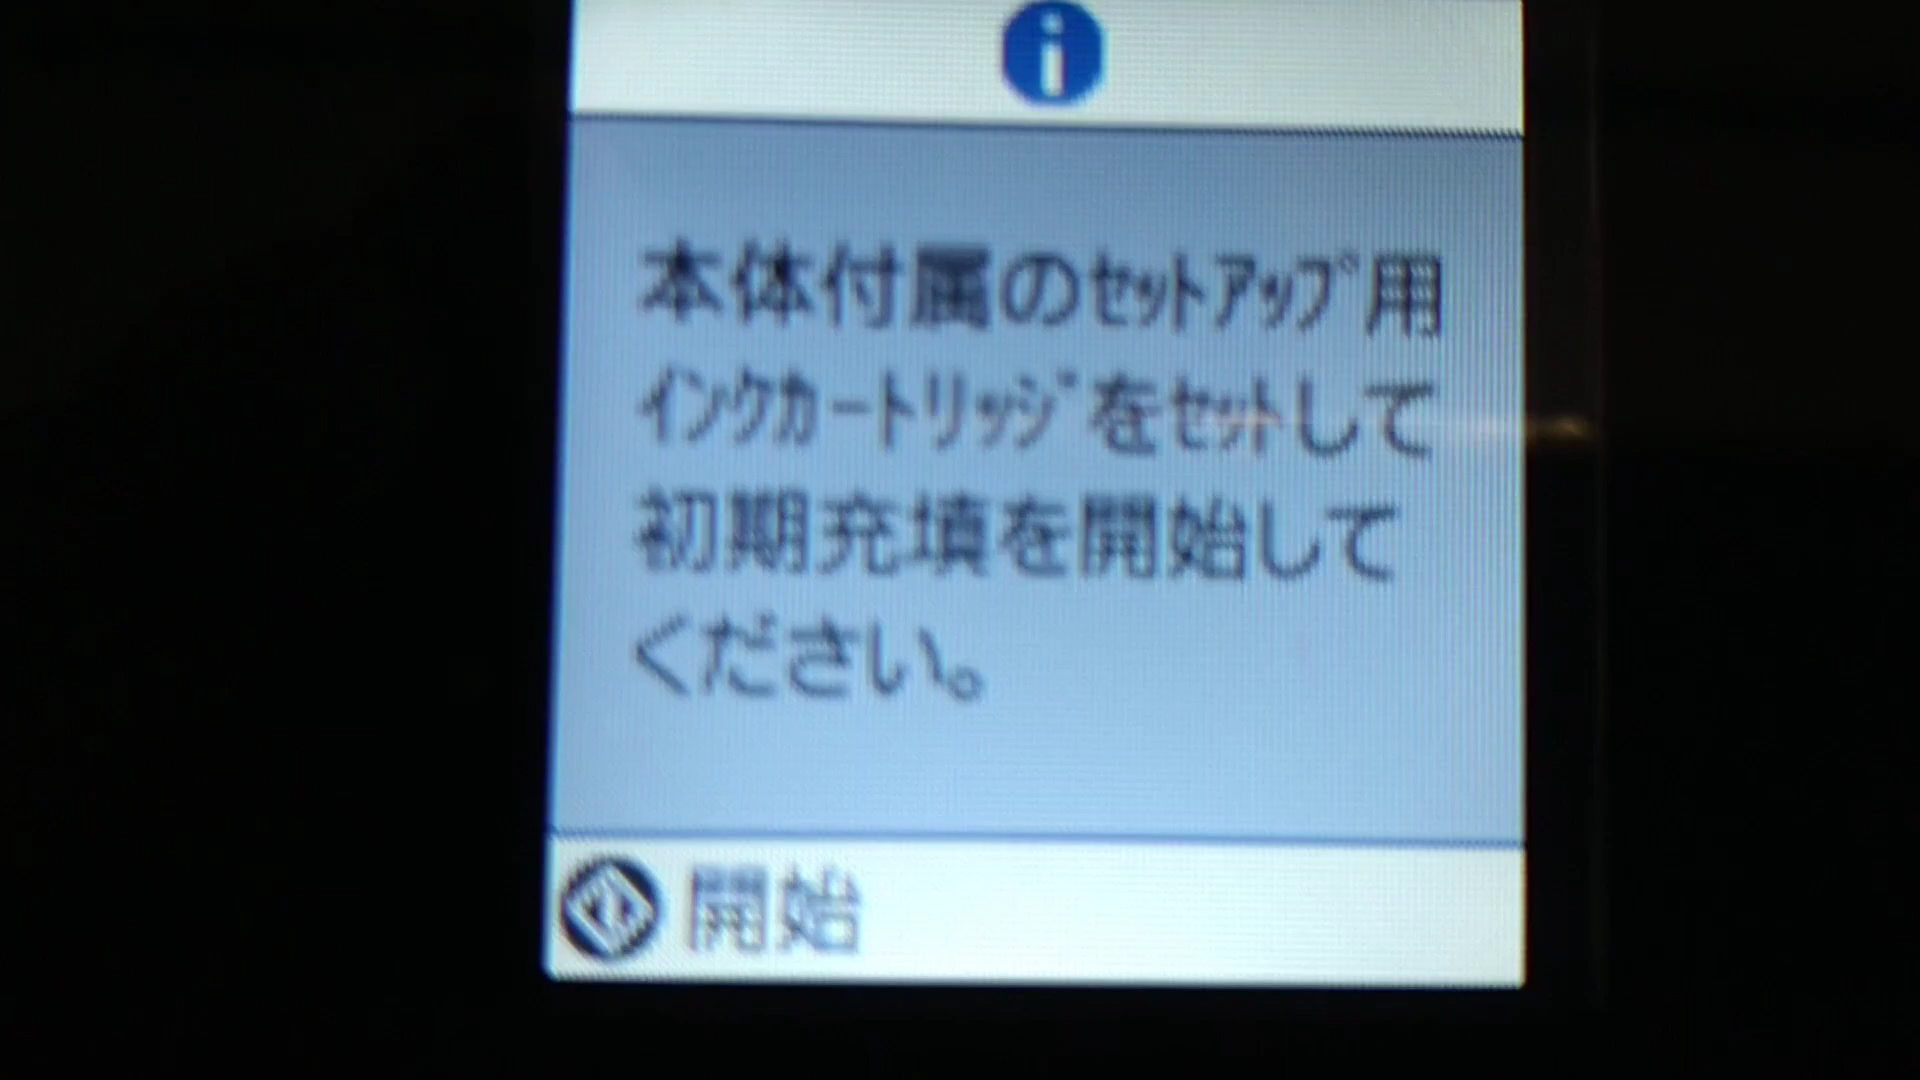 本体付属のｾｯﾄｱｯﾌﾟ用
ｲﾝｸｶｰﾄﾘｯｼﾞをｾｯﾄして
初期充填を開始して
ください。
開始